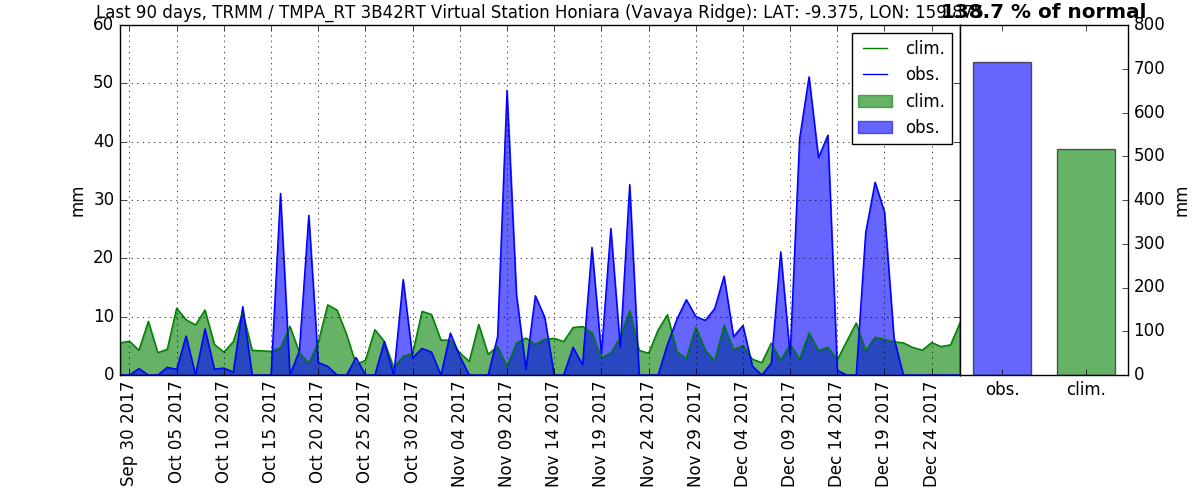 Last 90 days, TRMM / TMPA_RT 3B42RT Virtual Station Honiara (Vavaya Ridge): LAT: -9.375, LON:
138.7 % of normal
60
50
40
30
20
10
0
mm
clim.
obs.
clim.
obs.
Sep 30 2017
Oct 05 2017
Oct 10 2017
Oct 15 2017
Oct 20 2017
Oct 25 2017
Oct 30 2017
Nov 04 2017
Nov 09 2017
Nov 14 2017
Nov 19 2017
Nov 24 2017
Nov 29 2017
Dec 04 2017
Dec 09 2017
Dec 14 2017
Dec 19 2017
Dec 24 2017
800
700
600
500
400
300
200
100
0
mm
obs.
clim.